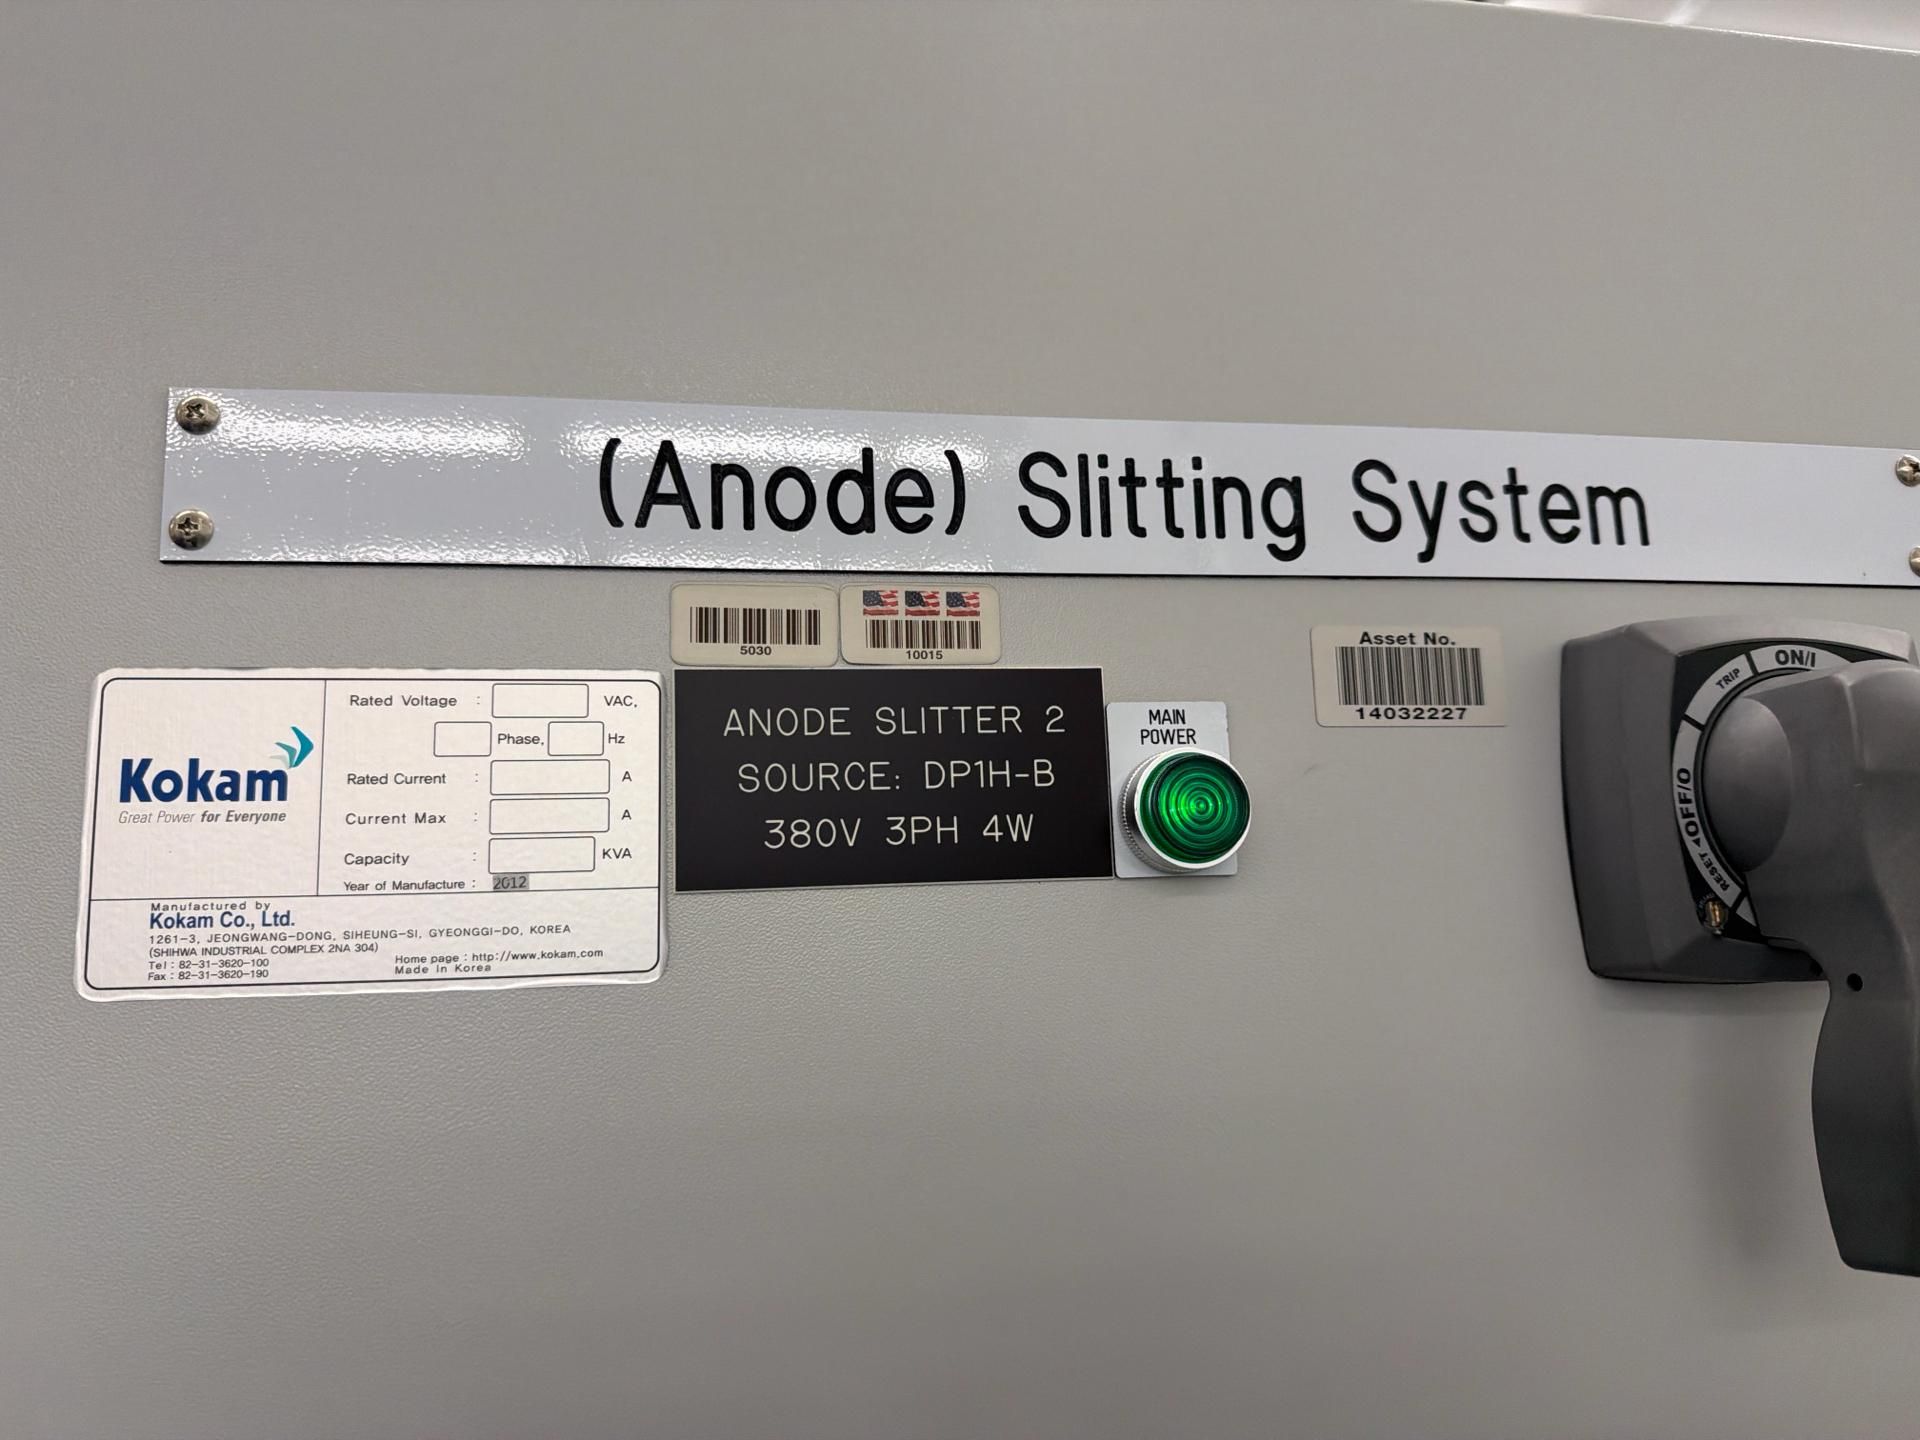 (Anode) Slitting System
5030
10015
Asset No.
14032227
ON/I
TRIP
OFF/O
RESET
Kokam
Great Power for Everyone
Rated Voltage : VAC,
Phase, Hz
Rated Current : A
Current Max : A
Capacity : KVA
Year of Manufacture : 2012
Manufactured by
Kokam Co., Ltd.
1261-3, JEONGWANG-DONG, SIHEUNG-SI, GYEONGGI-DO, KOREA
(SHIHWA INDUSTRIAL COMPLEX 2NA 304)
Tel : 82-31-3620-100
Fax : 82-31-3620-190
Home page : http://www.kokam.com
Made In Korea
ANODE SLITTER 2
SOURCE: DP1H-B
380V 3PH 4W
MAIN
POWER